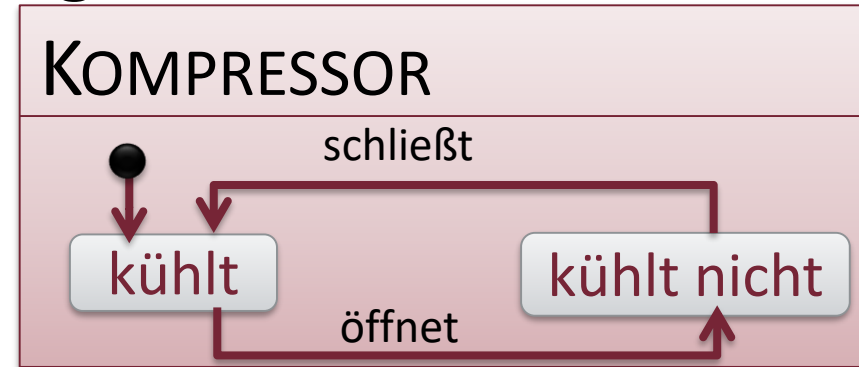 KOMPRESSOR
schließt
kühlt
kühlt nicht
öffnet